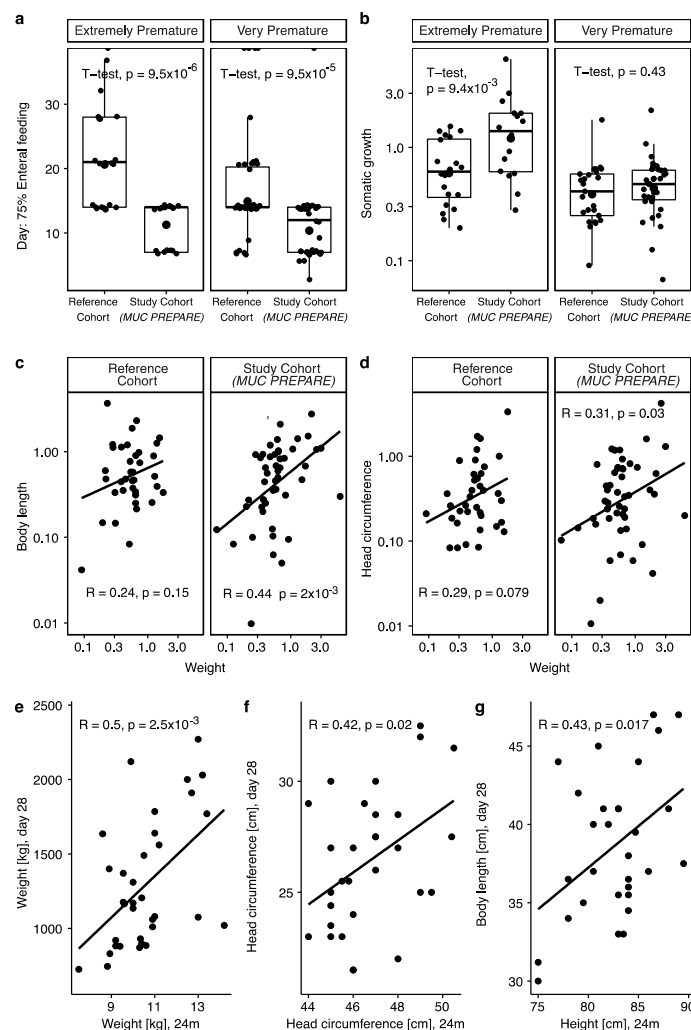 a
Extremely Premature
Very Premature
T-test, p = 9.5x10-6
T-test, p = 9.5x10-5
Day: 75% Enteral feeding
30
20
10
Reference
Cohort
Study Cohort
(MUC PREPARE)
Reference
Cohort
Study Cohort
(MUC PREPARE)
b
Extremely Premature
Very Premature
T-test,
p = 9.4x10-3
T-test, p = 0.43
Somatic growth
3.0
1.0
0.3
0.1
Reference
Cohort
Study Cohort
(MUC PREPARE)
Reference
Cohort
Study Cohort
(MUC PREPARE)
c
Reference
Cohort
Study Cohort
(MUC PREPARE)
Body length
1.00
0.10
0.01
R = 0.24, p = 0.15
R = 0.44 p = 2x10-3
0.1 0.3 1.0 3.0
0.1 0.3 1.0 3.0
Weight
d
Reference
Cohort
Study Cohort
(MUC PREPARE)
R = 0.31, p = 0.03
Head circumference
1.00
0.10
0.01
R = 0.29, p = 0.079
0.1 0.3 1.0 3.0
0.1 0.3 1.0 3.0
Weight
e
R = 0.5, p = 2.5x10-3
Weight [kg], day 28
2500
2000
1500
1000
9 11 13
Weight [kg], 24m
f
R = 0.42, p = 0.02
Head circumference [cm], day 28
30
25
44 46 48 50
Head circumference [cm], 24m
g
R = 0.43, p = 0.017
Body length [cm], day 28
45
40
35
30
75 80 85 90
Height [cm], 24m